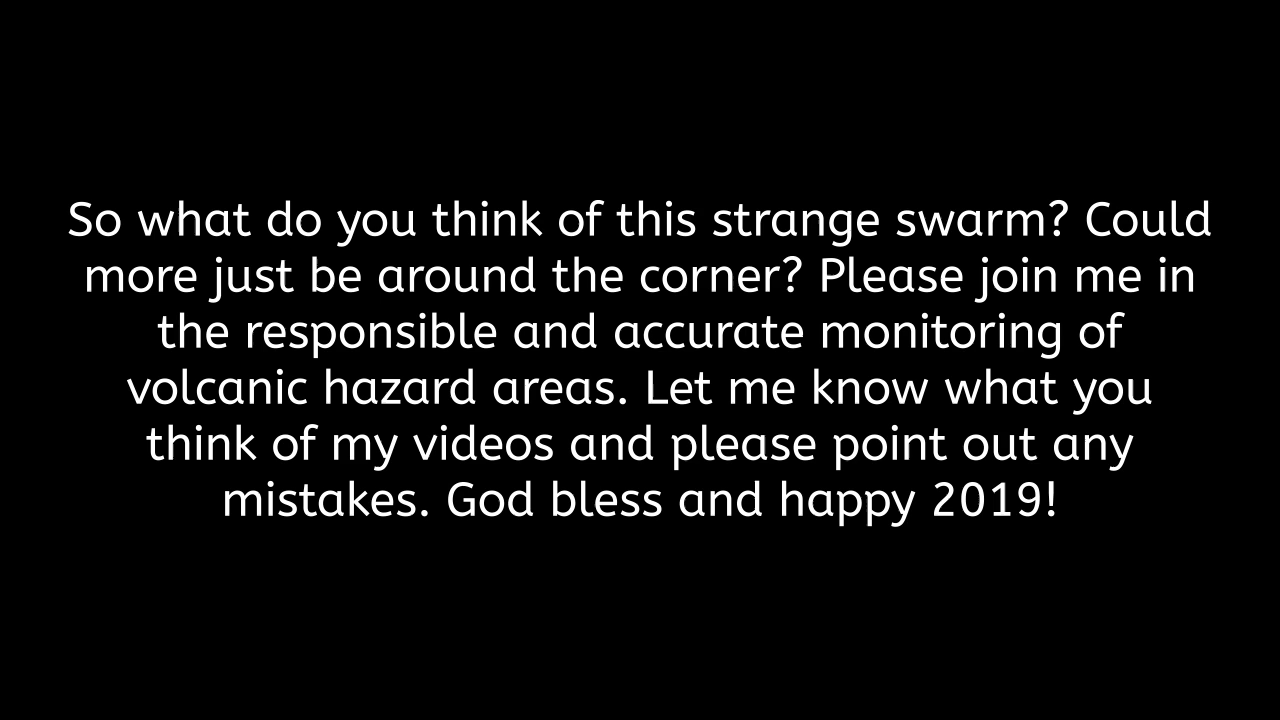 So what do you think of this strange swarm? Could
more just be around the corner? Please join me in
the responsible and accurate monitoring of
volcanic hazard areas. Let me know what you
think of my videos and please point out any
mistakes. God bless and happy 2019!